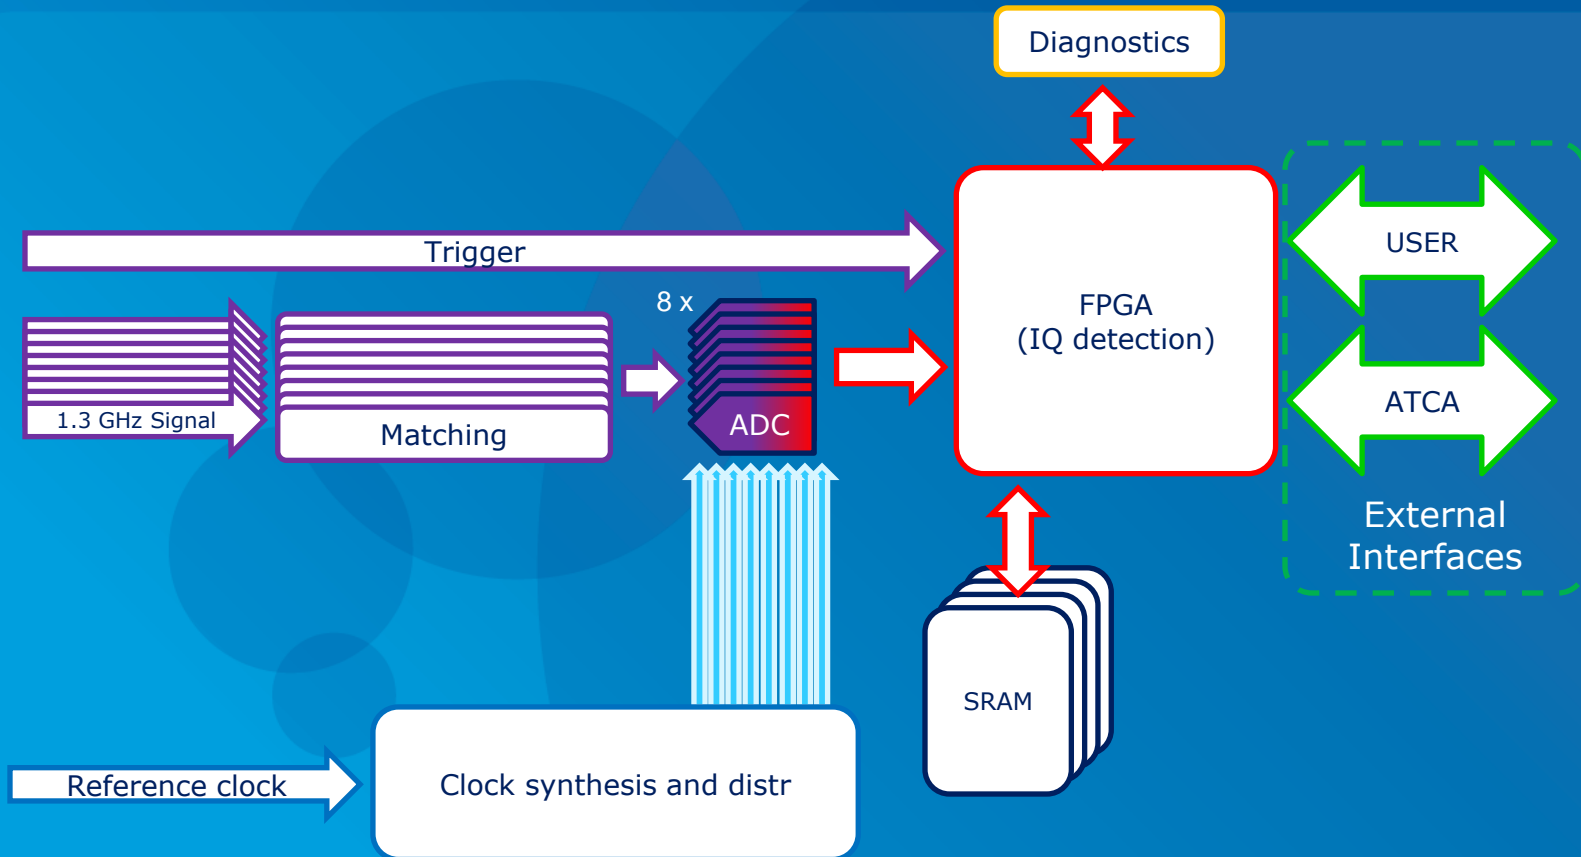 Diagnostics
Trigger
8 x
1.3 GHz Signal
Matching
ADC
FPGA
(IQ detection)
USER
ATCA
External
Interfaces
SRAM
Reference clock
Clock synthesis and distr